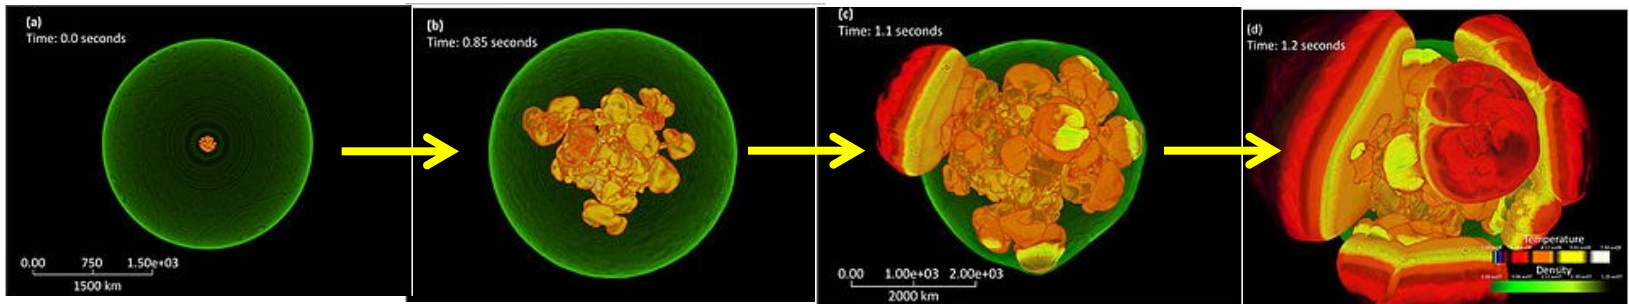 (a)
Time: 0.0 seconds
0.00 750 1.50e+03
1500 km
(b)
Time: 0.85 seconds
(c)
Time: 1.1 seconds
0.00 1.00e+03 2.00e+03
2000 km
(d)
Time: 1.2 seconds
Temperature
Density